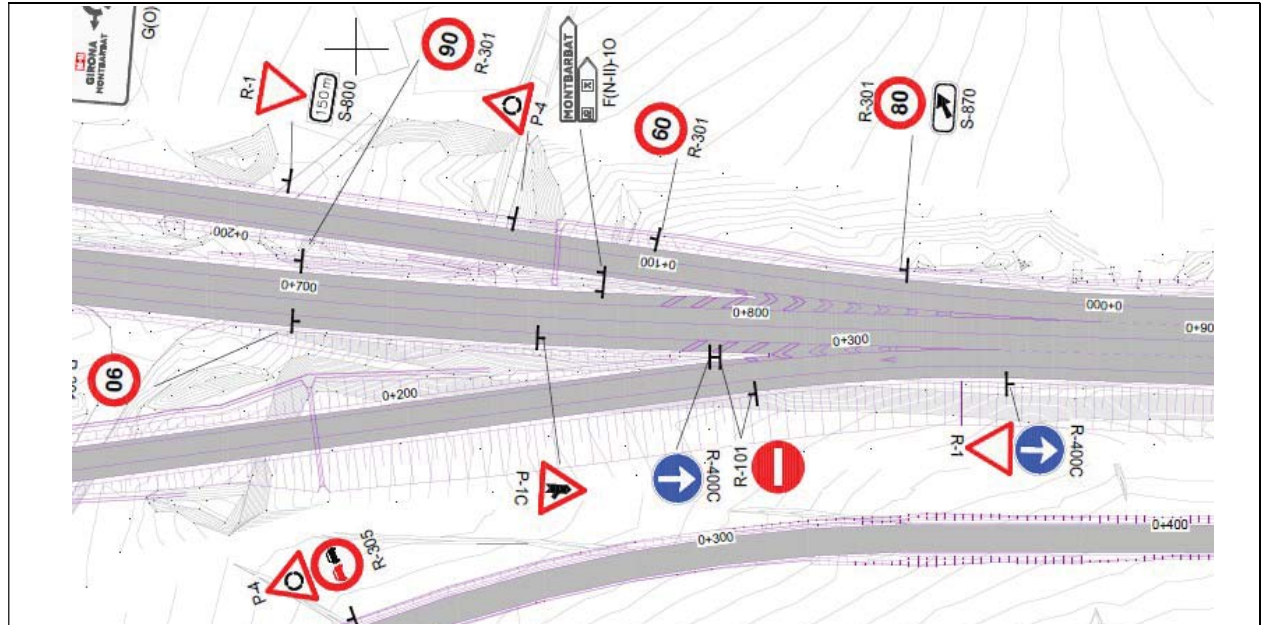 GIRONA
MONTBARBAT
G(O)
R-1
150 m
S-800
90
R-301
P-4
MONTBARBAT
F(N-II)-1O
60
R-301
R-301
80
S-870
0+200
0+700
0+100
0+800
0+300
0+000
0+90
90
0+200
P-1C
R-400C
R-101
R-1
R-400C
P-4
R-305
0+300
0+400